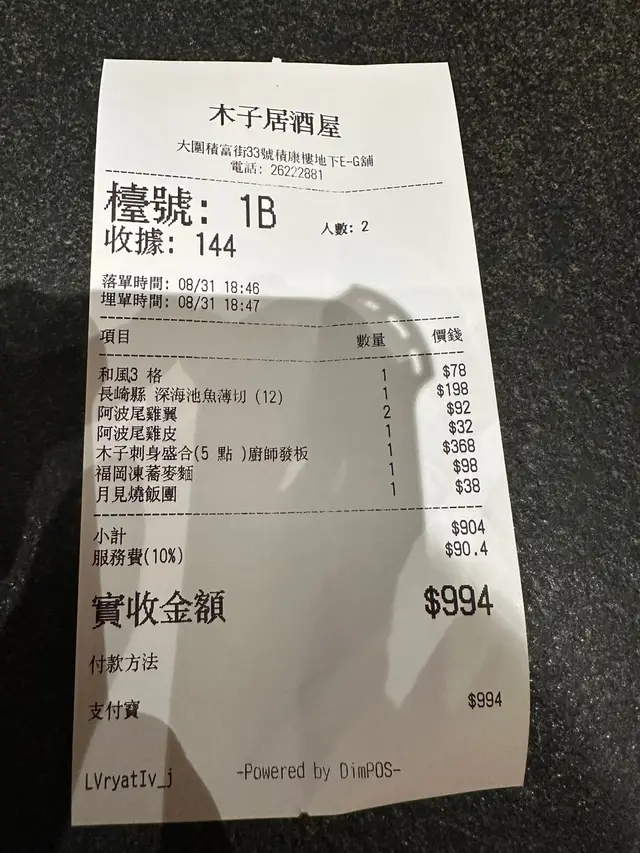 木子居酒屋
大圍積富街33號積康樓地下E-G舖
電話: 26222881
檯號: 1B
人數: 2
收據: 144
落單時間: 08/31 18:46
埋單時間: 08/31 18:47
項目 數量 價錢
和風3 格 1 $78
長崎縣 深海池魚薄切 (12) 1 $198
阿波尾雞翼 2 $92
阿波尾雞皮 1 $32
木子刺身盛合(5 點 )廚師發板 1 $368
福岡凍蕎麥麵 1 $98
月見燒飯團 1 $38
小計 $904
服務費(10%) $90.4
實收金額 $994
付款方法
支付寶 $994
LVryatIv_j
-Powered by DimPOS-